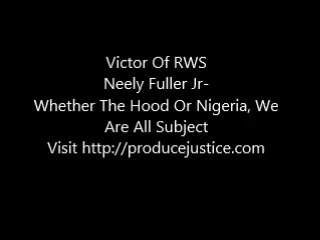 Victor Of RWS
Neely Fuller Jr-
Whether The Hood Or Nigeria, We
Are All Subject
Visit http://producejustice.com